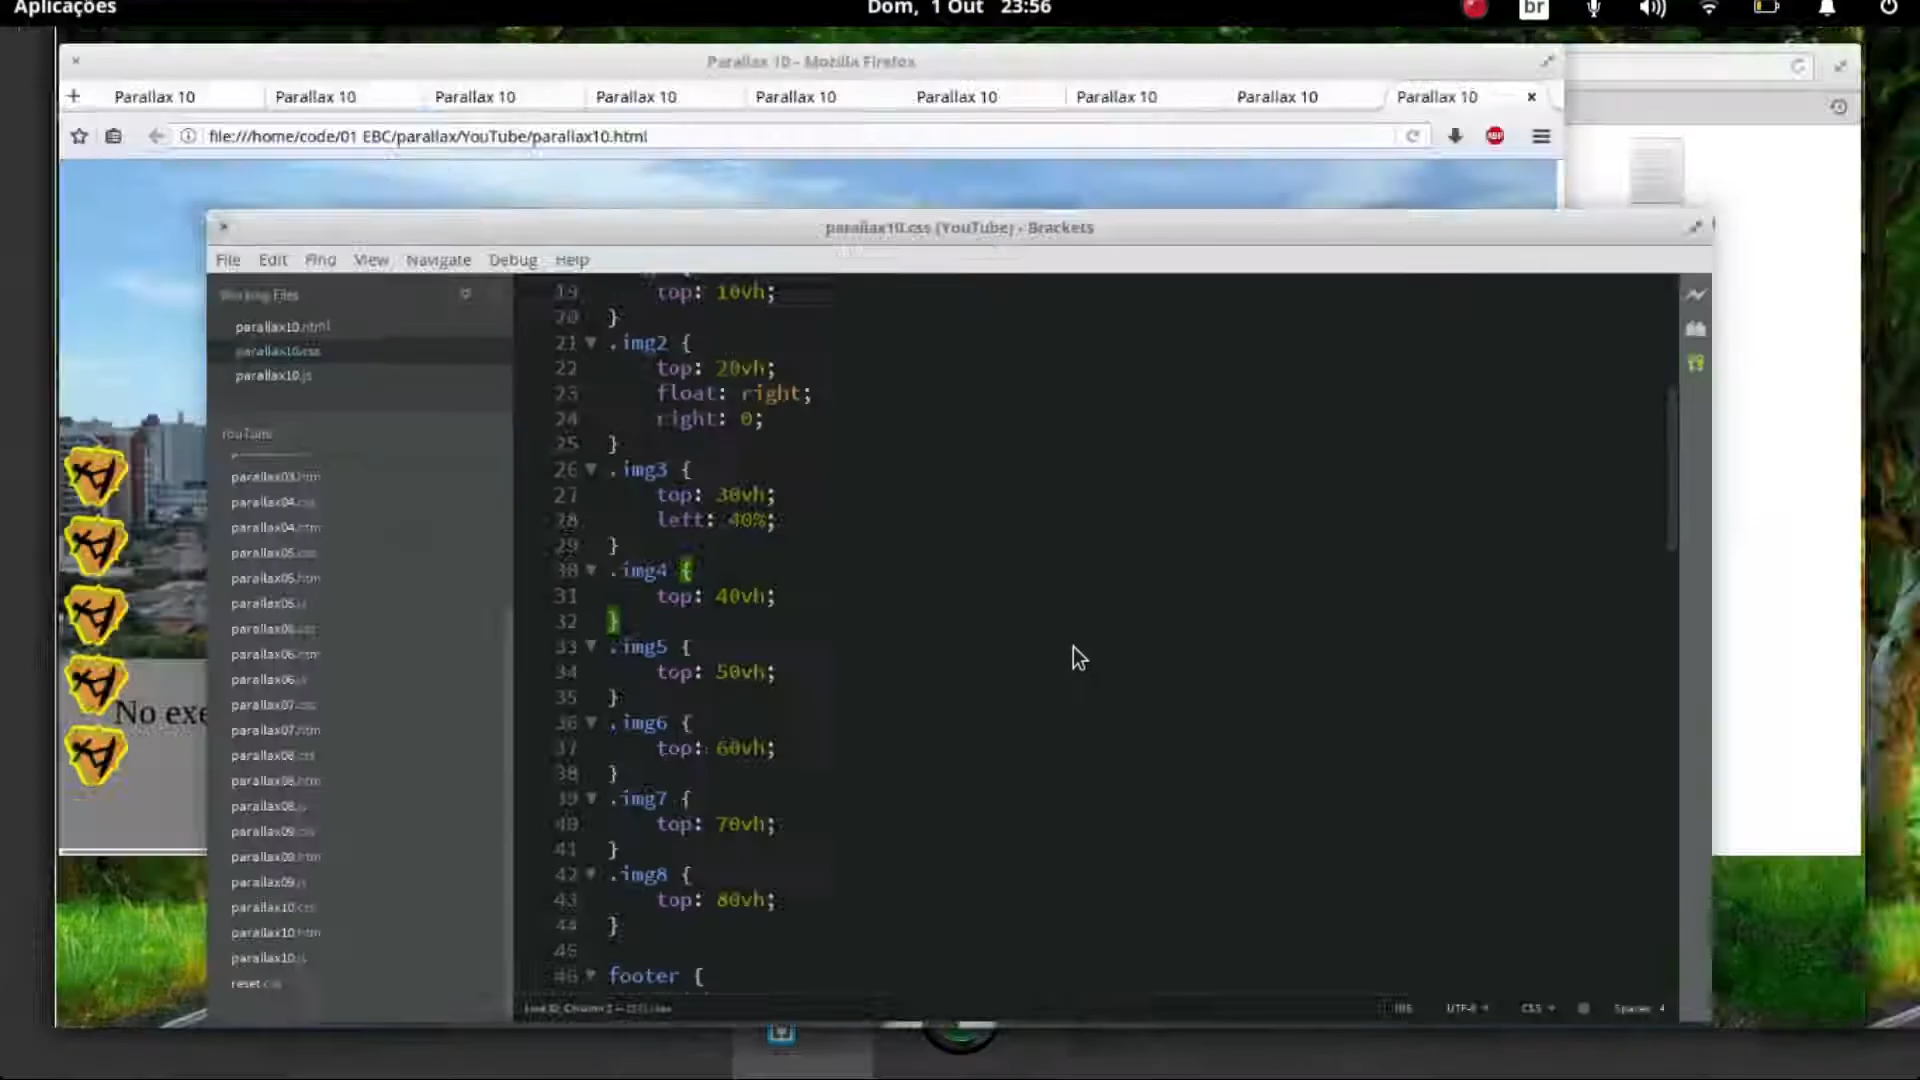 Aplicações
Dom, 1 Out 23:56
br
Parallax 10 - Mozilla Firefox
Parallax 10
Parallax 10
Parallax 10
Parallax 10
Parallax 10
Parallax 10
Parallax 10
Parallax 10
Parallax 10
file:///home/code/01 EBC/parallax/YouTube/parallax10.html
ABP
parallax10.css (YouTube) - Brackets
File Edit Find View Navigate Debug Help
Working Files
parallax10.html
parallax10.css
parallax10.js
YouTube
parallax03.htm
parallax04.css
parallax04.htm
parallax05.css
parallax05.htm
parallax05.js
parallax06.css
parallax06.htm
parallax06.js
parallax07.css
parallax07.htm
parallax08.css
parallax08.htm
parallax08.js
parallax09.css
parallax09.htm
parallax09.js
parallax10.css
parallax10.htm
parallax10.js
reset.css
19 top: 10vh;
20 }
21 .img2 {
22 top: 20vh;
23 float: right;
24 right: 0;
25 }
26 .img3 {
27 top: 30vh;
28 left: 40%;
29 }
30 .img4 {
31 top: 40vh;
32 }
33 .img5 {
34 top: 50vh;
35 }
36 .img6 {
37 top: 60vh;
38 }
39 .img7 {
40 top: 70vh;
41 }
42 .img8 {
43 top: 80vh;
44 }
45
46 footer {
No exe
INS UTF-8 CSS Spaces: 4